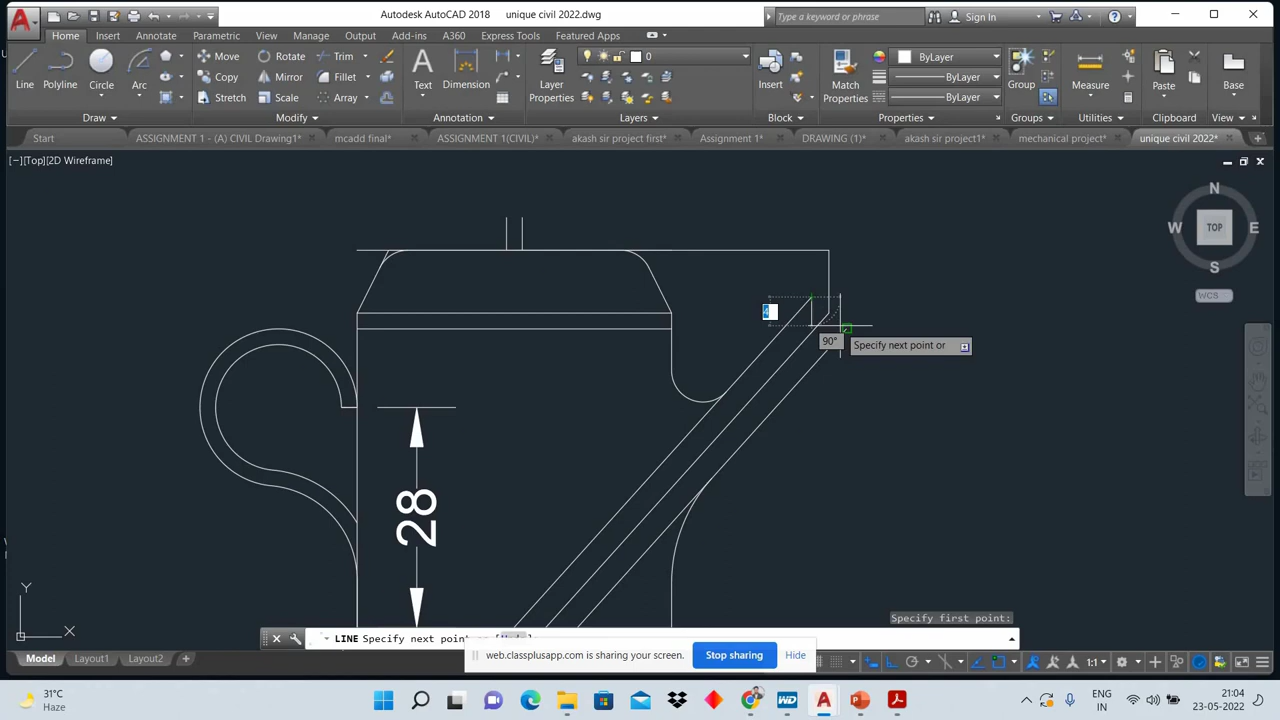 Autodesk AutoCAD 2018 unique civil 2022.dwg
Type a keyword or phrase
Sign In
Home Insert Annotate Parametric View Manage Output Add-ins A360 Express Tools Featured Apps
Line Polyline Circle Arc
Move Rotate Trim
Copy Mirror Fillet
Stretch Scale Array
Text Dimension
Layer Properties
0
Insert
Match Properties
ByLayer
ByLayer
ByLayer
Group
Measure
Paste
Base
Draw Modify Annotation Layers Block Properties Groups Utilities Clipboard View
Start ASSIGNMENT 1 - (A) CIVIL Drawing1* mcadd final* ASSIGNMENT 1(CIVIL)* akash sir project first* Assignment 1* DRAWING (1)* akash sir project1* mechanical project* unique civil 2022*
[−][Top][2D Wireframe]
N
W TOP E
S
WCS
4
90° Specify next point or
28
Y
X
Specify first point:
LINE Specify next point or [Undo]:
web.classplusapp.com is sharing your screen. Stop sharing Hide
Model Layout1 Layout2 +
1:1
31°C
Haze
WD
ENG
IN
21:04
23-05-2022